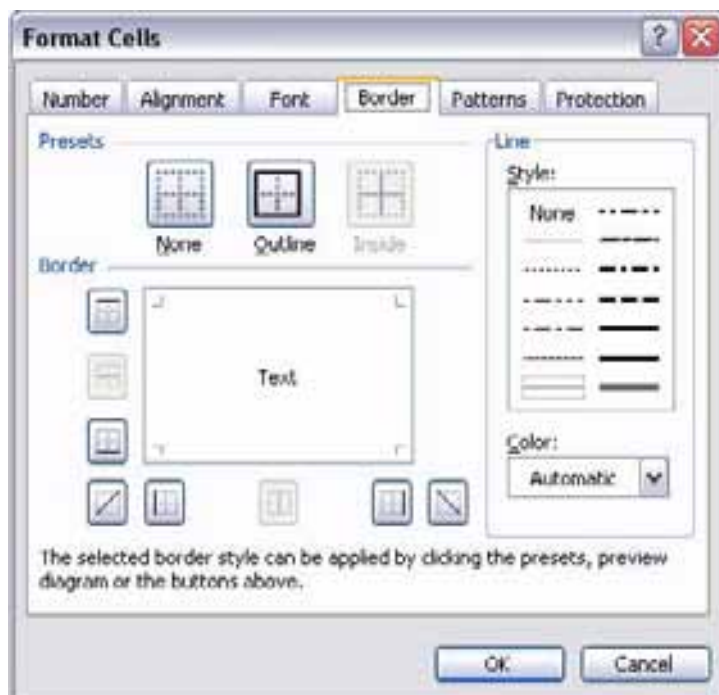 Format Cells
Number Alignment Font Border Patterns Protection
Presets
None Outline Inside
Border
Text
Line
Style:
None
Color:
Automatic
The selected border style can be applied by clicking the presets, preview
diagram or the buttons above.
OK Cancel